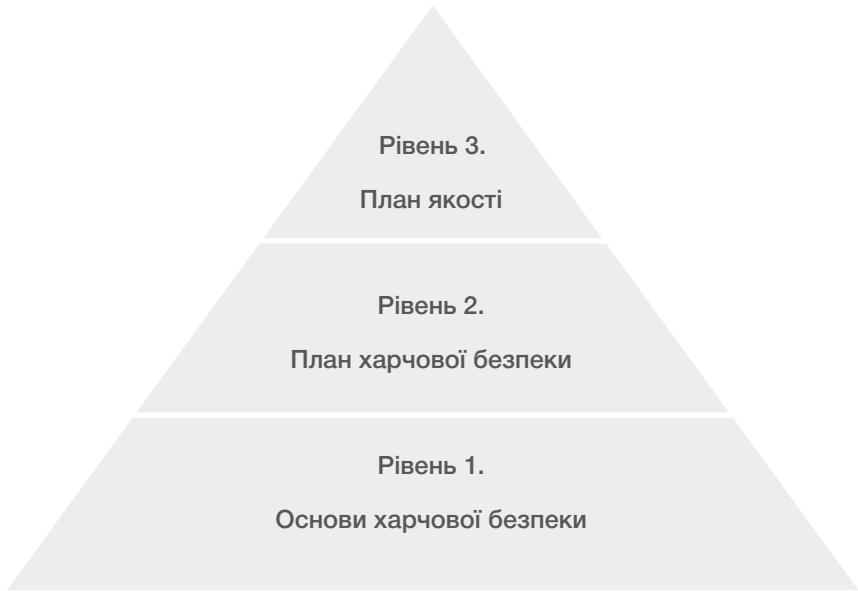 Рівень 3.
План якості
Рівень 2.
План харчової безпеки
Рівень 1.
Основи харчової безпеки